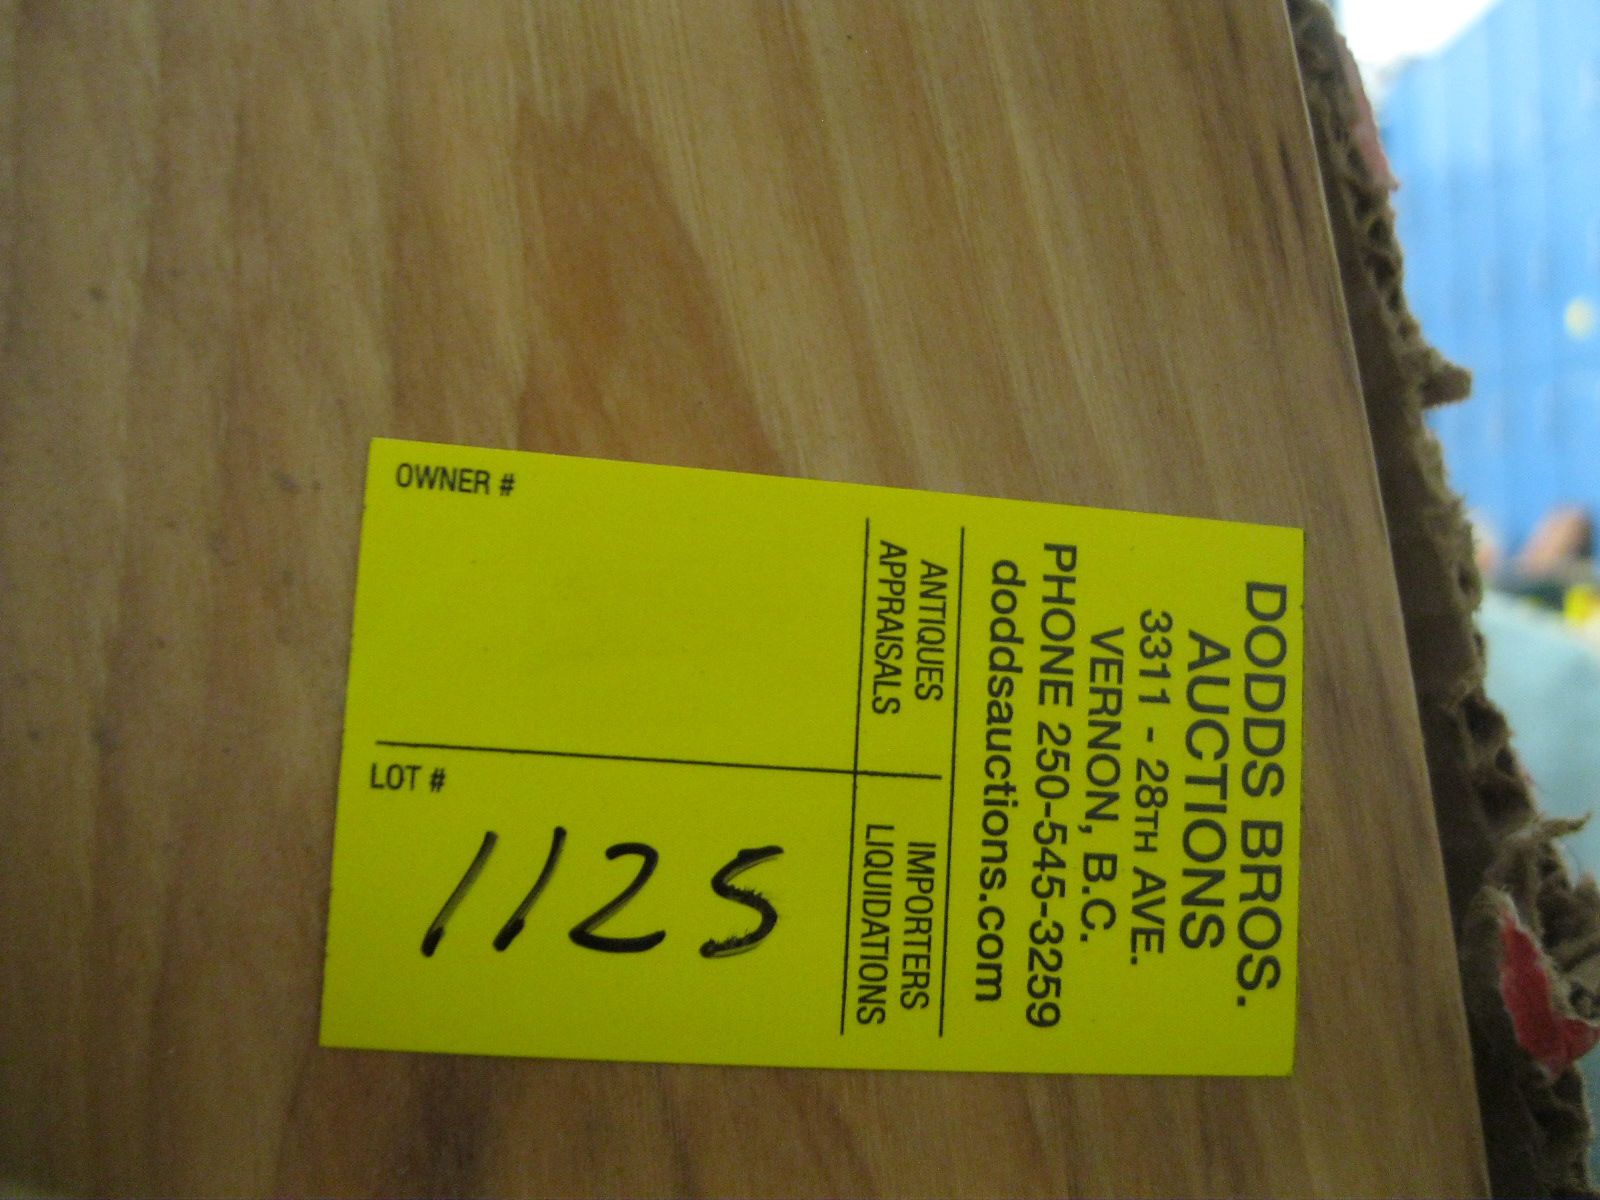 DODDS BROS.
AUCTIONS
3311 - 28TH AVE.
VERNON, B.C.
PHONE 250-545-3259
doddsauctions.com
ANTIQUES
APPRAISALS
IMPORTERS
LIQUIDATIONS
OWNER #
LOT #
1125